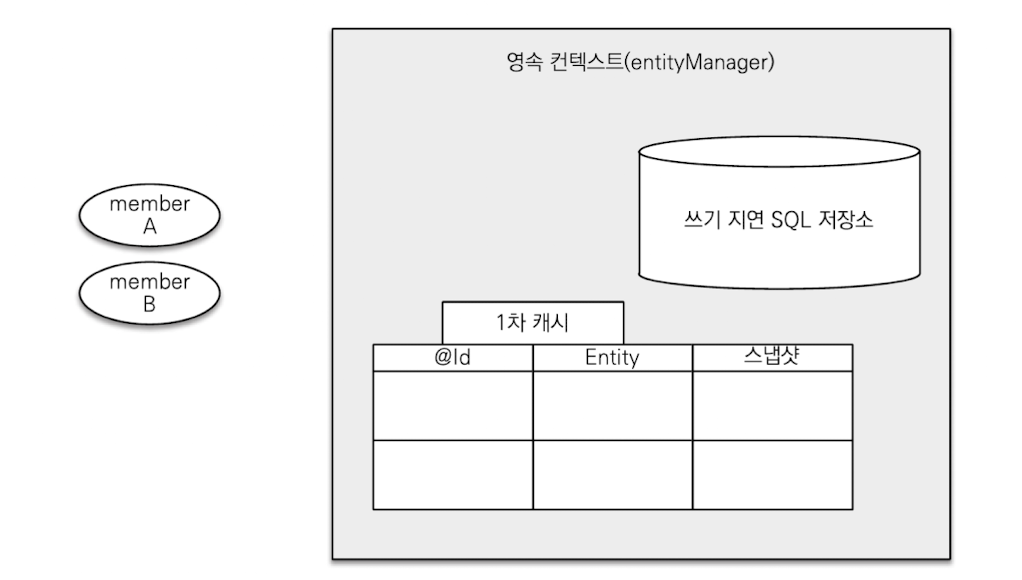 영속 컨텍스트(entityManager)
쓰기 지연 SQL 저장소
member
A
member
B
1차 캐시
@Id
Entity
스냅샷